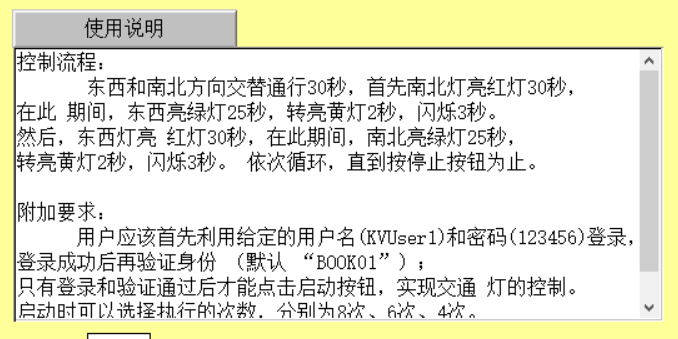 使用说明
控制流程：
东西和南北方向交替通行30秒，首先南北灯亮红灯30秒，
在此 期间，东西亮绿灯25秒，转亮黄灯2秒，闪烁3秒。
然后，东西灯亮 红灯30秒，在此期间，南北亮绿灯25秒，
转亮黄灯2秒，闪烁3秒。 依次循环，直到按停止按钮为止。
附加要求：
用户应该首先利用给定的用户名(KVUser1)和密码(123456)登录，
登录成功后再验证身份 （默认 “BOOK01”）；
只有登录和验证通过后才能点击启动按钮，实现交通 灯的控制。
启动时可以选择执行的次数，分别为8次、6次、4次。